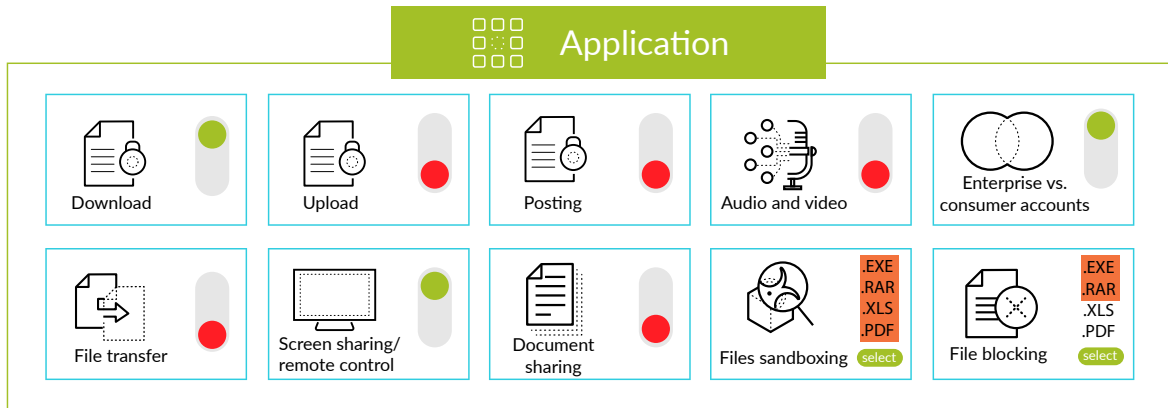 Application
Download
Upload
Posting
Audio and video
Enterprise vs.
consumer accounts
File transfer
Screen sharing/
remote control
Document
sharing
Files sandboxing
.EXE
.RAR
.XLS
.PDF
select
File blocking
.EXE
.RAR
.XLS
.PDF
select